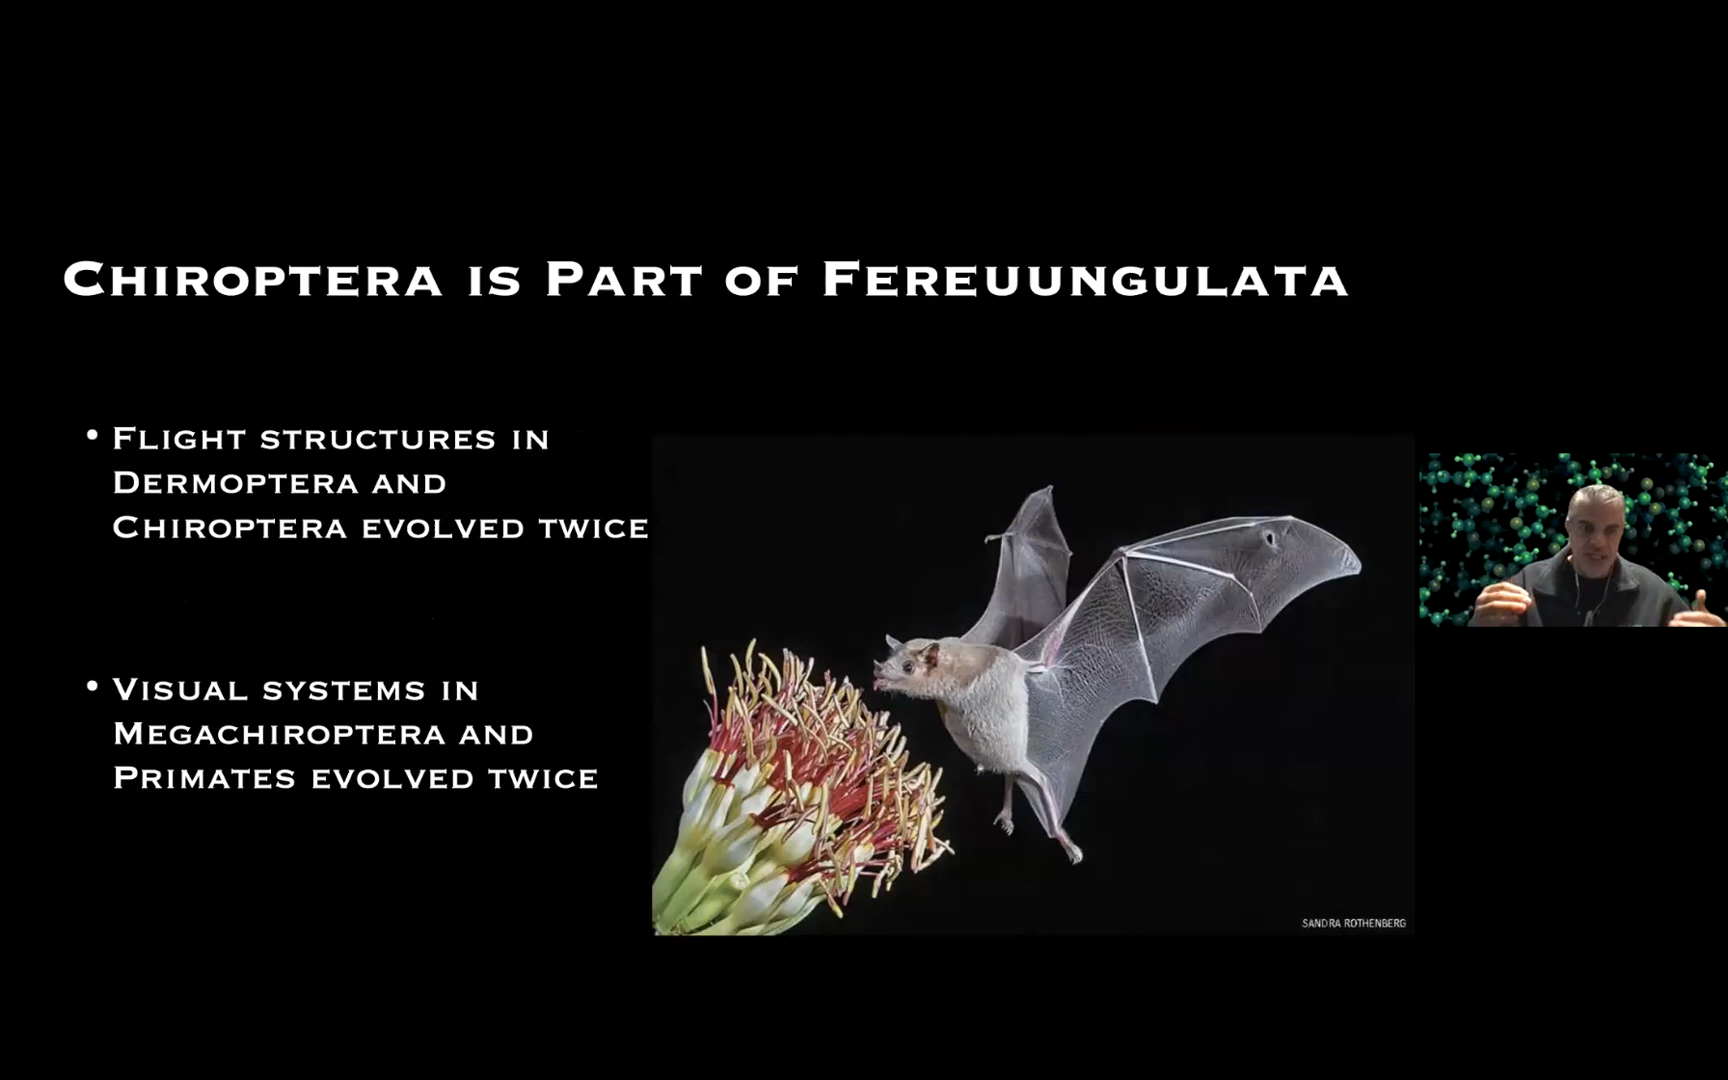 Chiroptera is Part of Fereuungulata
• Flight structures in
Dermoptera and
Chiroptera evolved twice
• Visual systems in
Megachiroptera and
Primates evolved twice
SANDRA ROTHENBERG